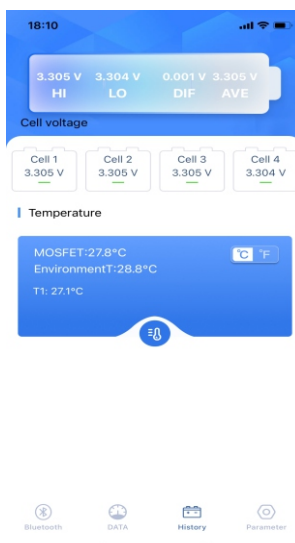 18:10
3.305 V 3.304 V 0.001 V 3.305 V
HI LO DIF AVE
Cell voltage
Cell 1 Cell 2 Cell 3 Cell 4
3.305 V 3.305 V 3.305 V 3.304 V
Temperature
MOSFET:27.8°C
°C °F
EnvironmentT:28.8°C
T1: 27.1°C
Bluetooth DATA History Parameter